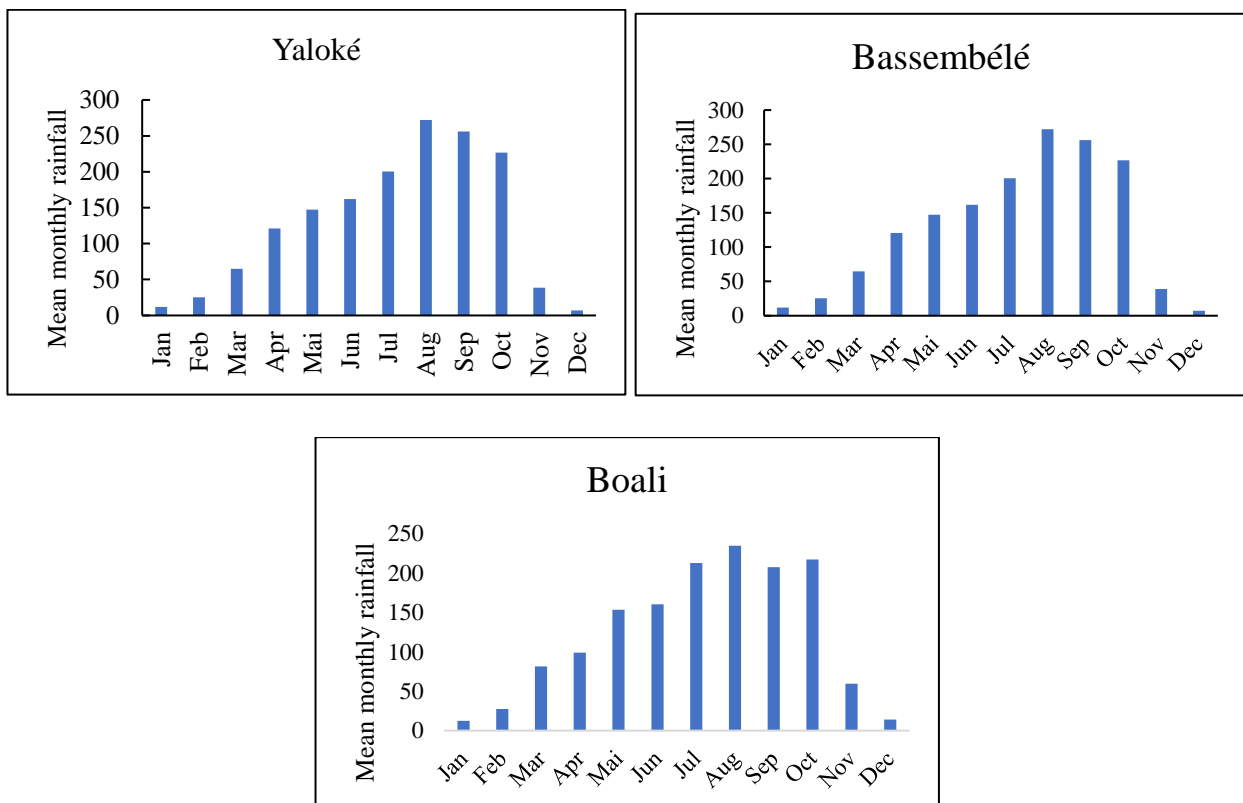 Yaloké
Mean monthly rainfall
300
250
200
150
100
50
0
Jan
Feb
Mar
Apr
Mai
Jun
Jul
Aug
Sep
Oct
Nov
Dec
Bassembélé
Mean monthly rainfall
300
250
200
150
100
50
0
Jan
Feb
Mar
Apr
Mai
Jun
Jul
Aug
Sep
Oct
Nov
Dec
Boali
Mean monthly rainfall
250
200
150
100
50
0
Jan
Feb
Mar
Apr
Mai
Jun
Jul
Aug
Sep
Oct
Nov
Dec